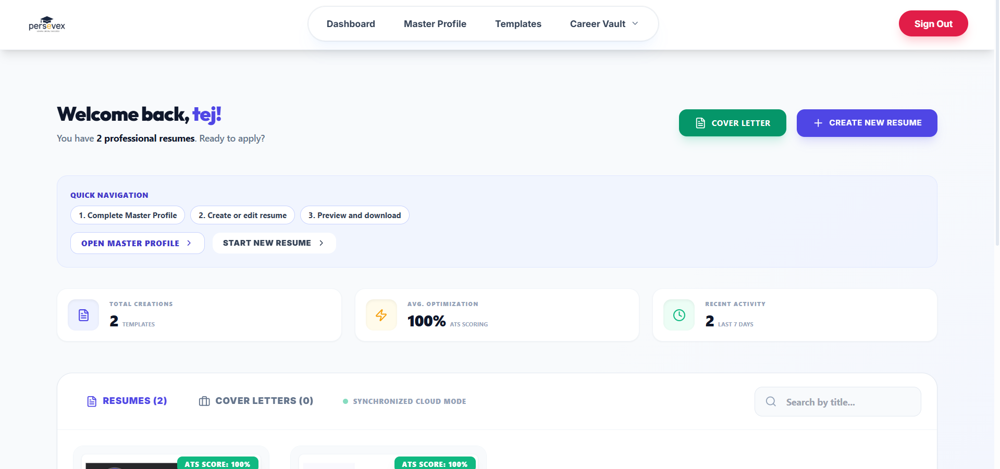 persevex
Dashboard
Master Profile
Templates
Career Vault
Sign Out
Welcome back, tej!
You have 2 professional resumes. Ready to apply?
COVER LETTER
CREATE NEW RESUME
QUICK NAVIGATION
1. Complete Master Profile
2. Create or edit resume
3. Preview and download
OPEN MASTER PROFILE
START NEW RESUME
TOTAL CREATIONS
2 TEMPLATES
AVG. OPTIMIZATION
100% ATS SCORING
RECENT ACTIVITY
2 LAST 7 DAYS
RESUMES (2)
COVER LETTERS (0)
SYNCHRONIZED CLOUD MODE
Search by title...
ATS SCORE: 100%
ATS SCORE: 100%